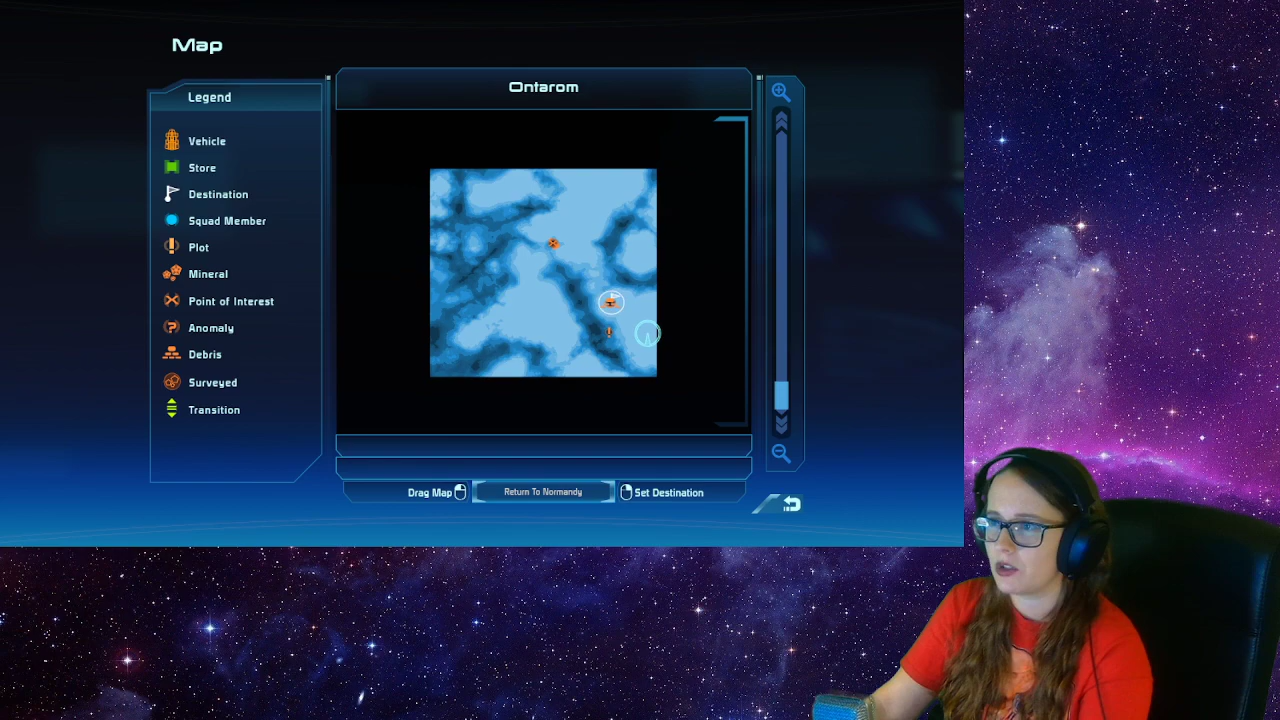 Map
Legend
Vehicle
Store
Destination
Squad Member
Plot
Mineral
Point of Interest
Anomaly
Debris
Surveyed
Transition
Ontarom
Drag Map
Return To Normandy
Set Destination